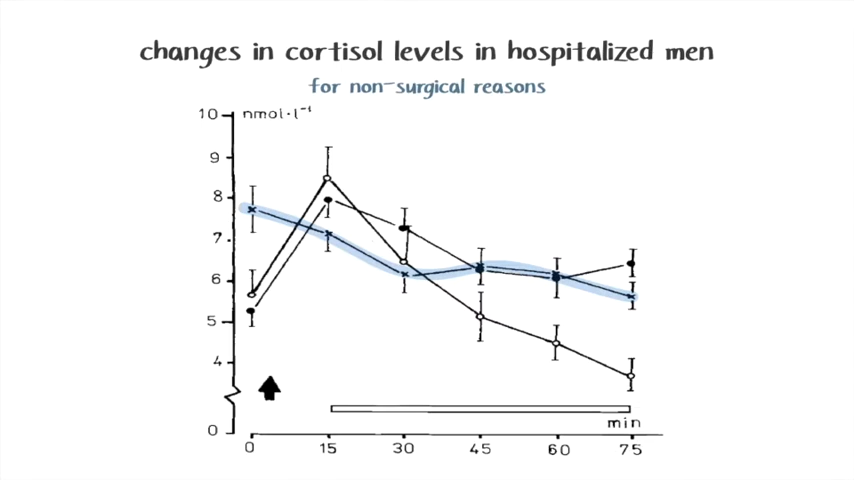 changes in cortisol levels in hospitalized men
for non-surgical reasons
10
nmol·l⁻¹
9
8
7
6
5
4
0
min
0 15 30 45 60 75